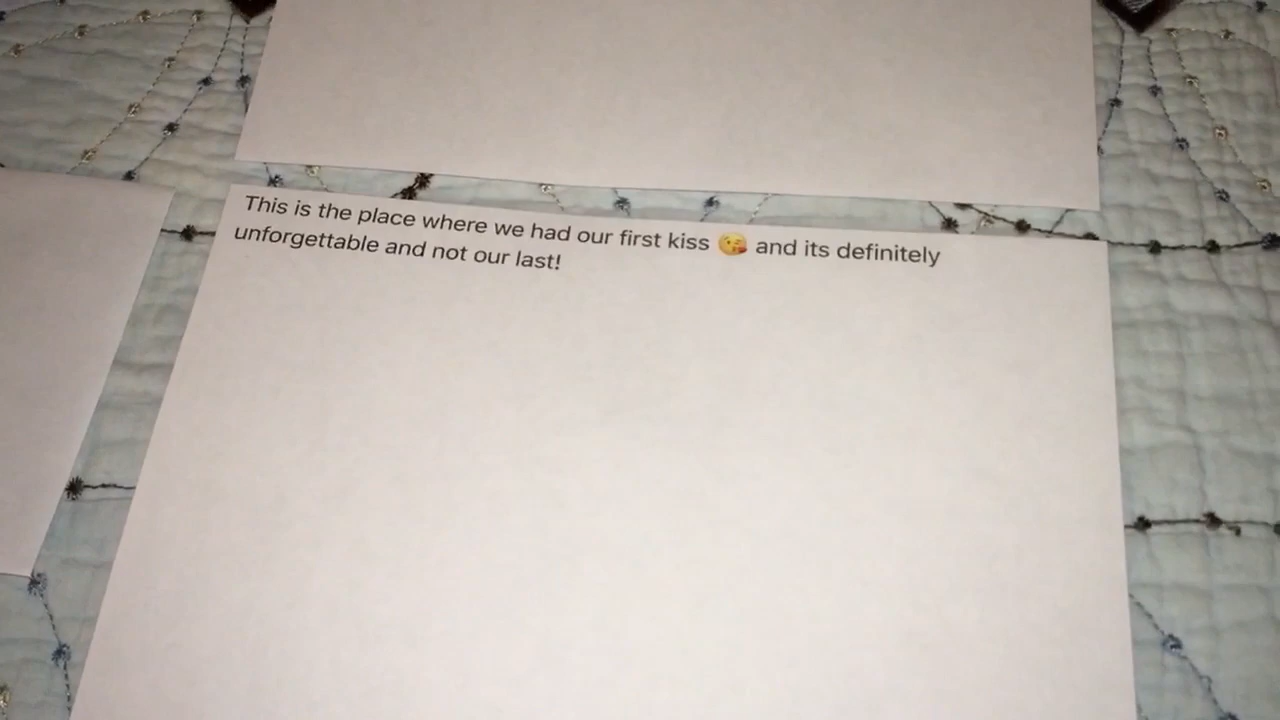 This is the place where we had our first kiss 😘 and its definitely
unforgettable and not our last!